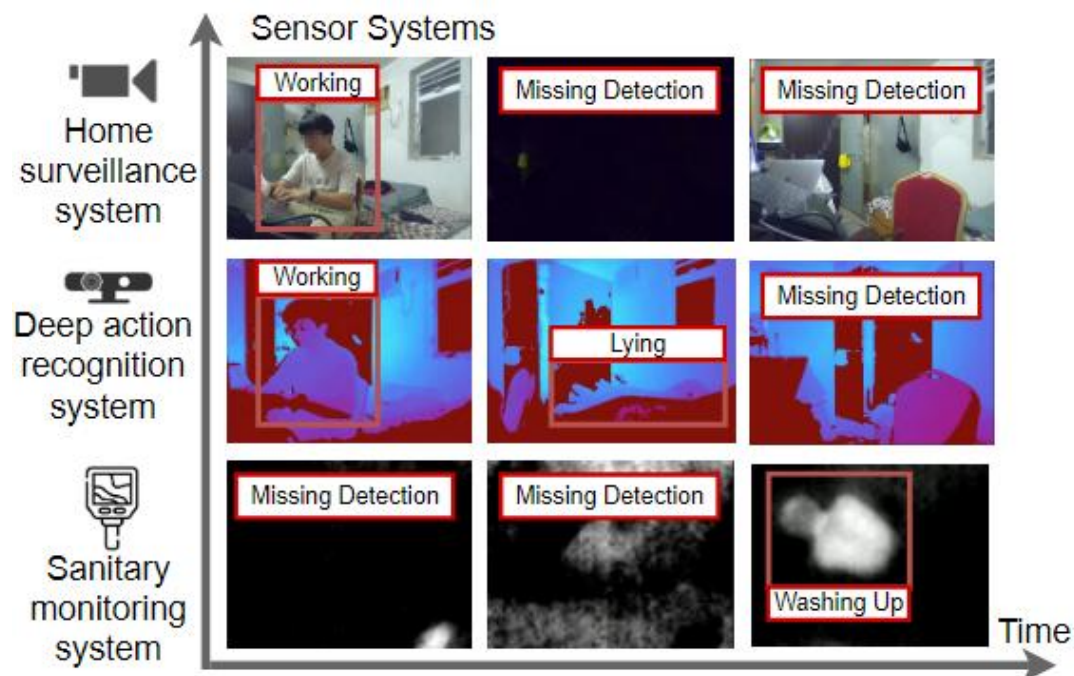 Sensor Systems
Home
surveillance
system
Working
Missing Detection
Missing Detection
Deep action
recognition
system
Working
Lying
Missing Detection
Sanitary
monitoring
system
Missing Detection
Missing Detection
Washing Up
Time